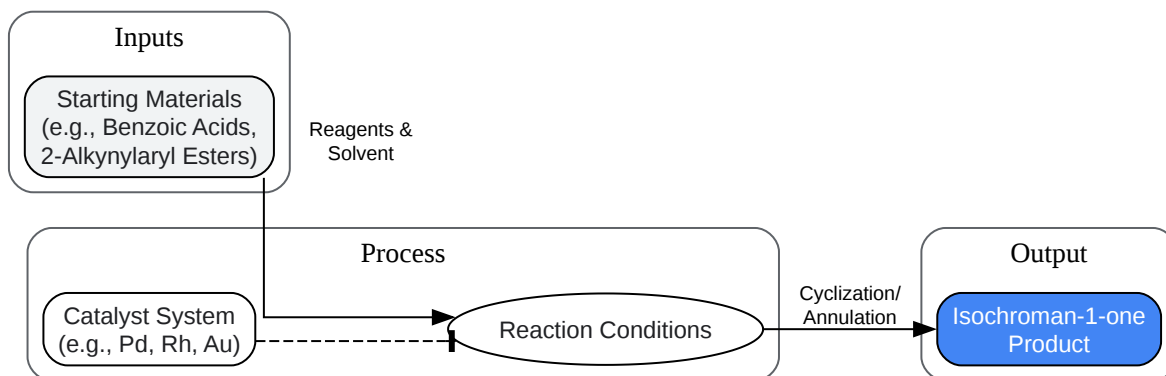 Inputs
Starting Materials
(e.g., Benzoic Acids,
2-Alkynylaryl Esters)
Reagents &
Solvent
Process
Catalyst System
(e.g., Pd, Rh, Au)
Reaction Conditions
Cyclization/
Annulation
Output
Isochroman-1-one
Product